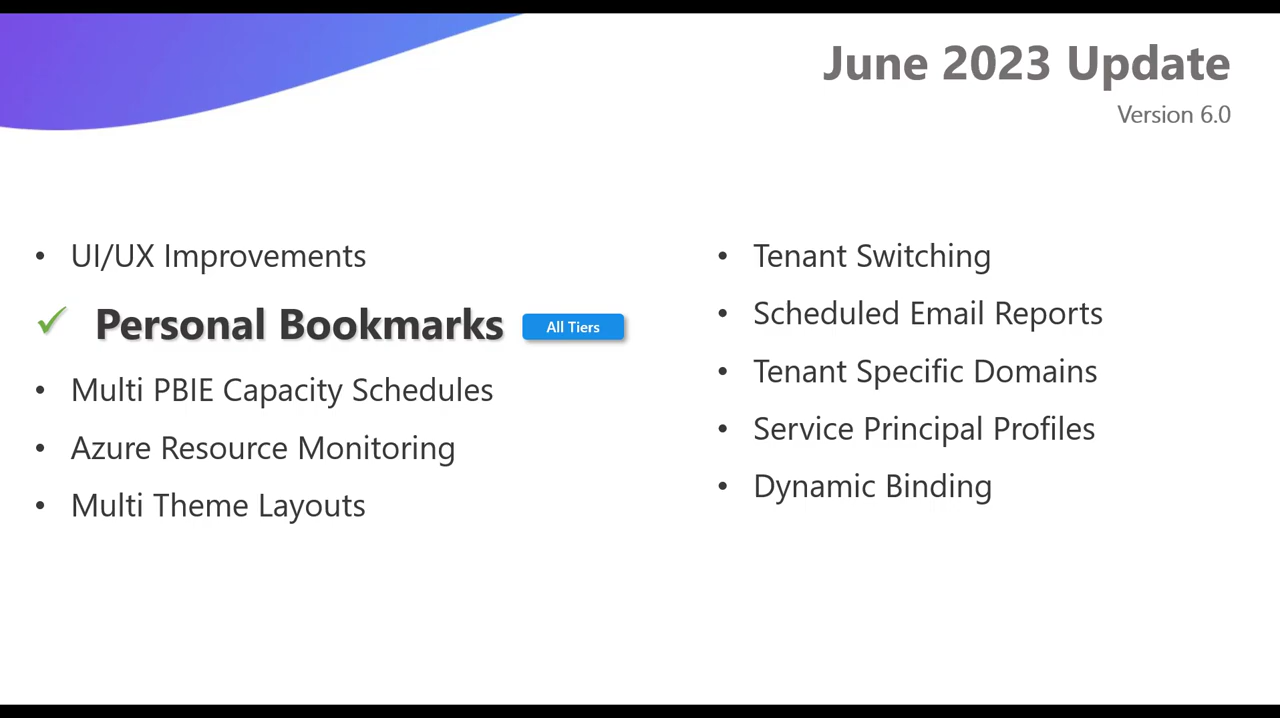 June 2023 Update
Version 6.0
• UI/UX Improvements
✓ Personal Bookmarks All Tiers
• Multi PBIE Capacity Schedules
• Azure Resource Monitoring
• Multi Theme Layouts
• Tenant Switching
• Scheduled Email Reports
• Tenant Specific Domains
• Service Principal Profiles
• Dynamic Binding